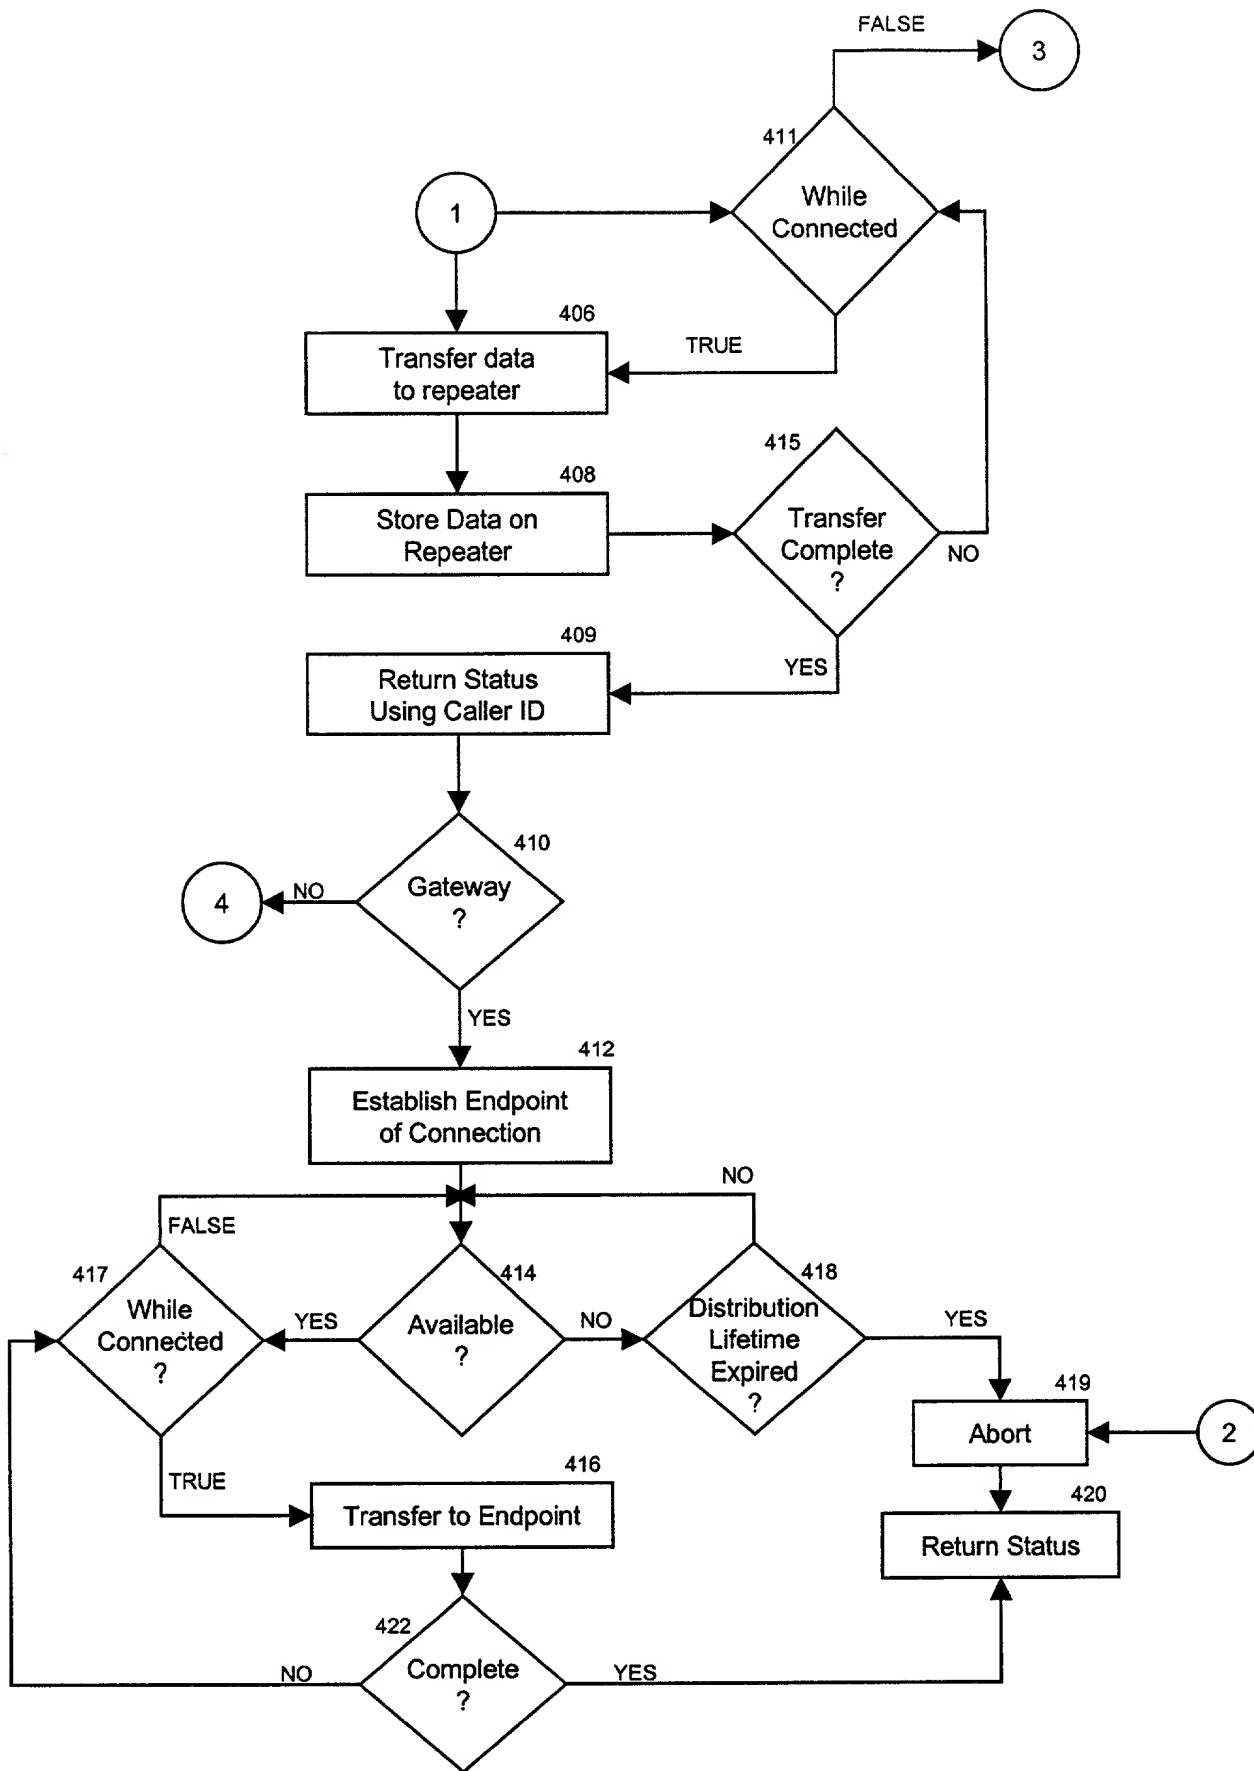 FALSE
3
411
While
Connected
1
406
TRUE
Transfer data
to repeater
415
408
Store Data on
Repeater
Transfer
Complete
?
NO
409
YES
Return Status
Using Caller ID
410
Gateway
?
NO
4
YES
412
Establish Endpoint
of Connection
NO
FALSE
417
414
418
While
Connected
?
YES
Available
?
NO
Distribution
Lifetime
Expired
?
YES
419
Abort
2
TRUE
416
Transfer to Endpoint
420
Return Status
422
Complete
?
NO
YES